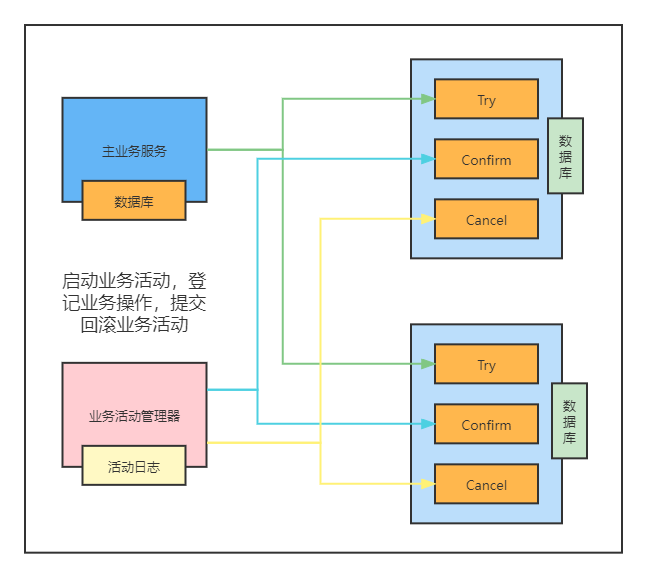 主业务服务
数据库
启动业务活动，登
记业务操作，提交
回滚业务活动
业务活动管理器
活动日志
Try
Confirm
Cancel
数
据
库
Try
Confirm
Cancel
数
据
库